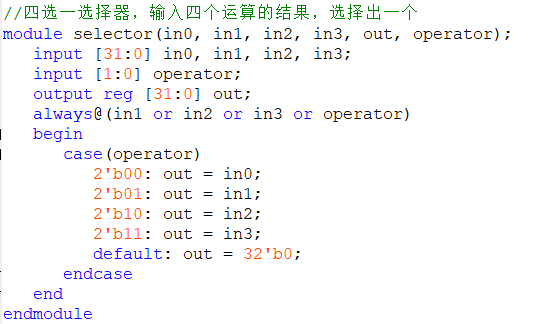 //四选一选择器，输入四个运算的结果，选择出一个
module selector(in0, in1, in2, in3, out, operator);
input [31:0] in0, in1, in2, in3;
input [1:0] operator;
output reg [31:0] out;
always@(in1 or in2 or in3 or operator)
begin
case(operator)
2'b00: out = in0;
2'b01: out = in1;
2'b10: out = in2;
2'b11: out = in3;
default: out = 32'b0;
endcase
end
endmodule